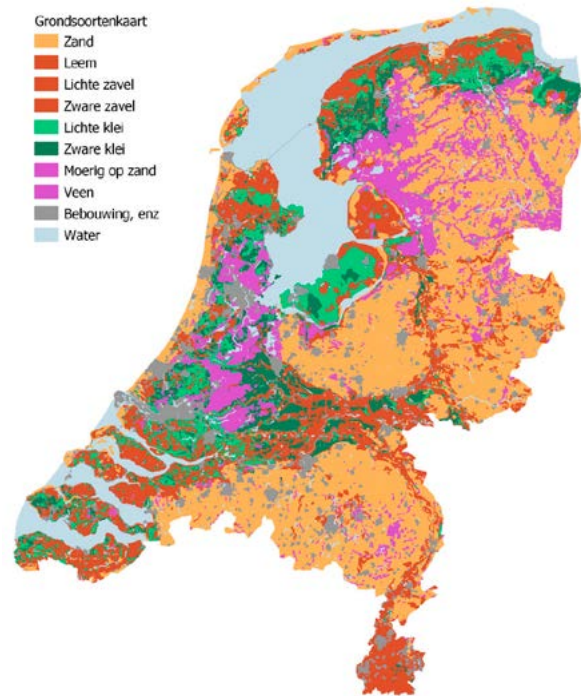 Grondsoortenkaart
Zand
Leem
Lichte zavel
Zware zavel
Lichte klei
Zware klei
Moerig op zand
Veen
Bebouwing, enz
Water